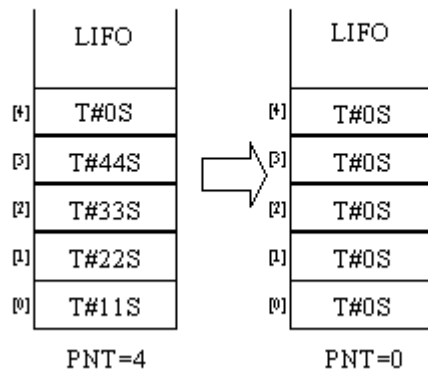 LIFO LIFO
[4] T#0S [4] T#0S
[3] T#44S [3] T#0S
[2] T#33S [2] T#0S
[1] T#22S [1] T#0S
[0] T#11S [0] T#0S
PNT=4 PNT=0